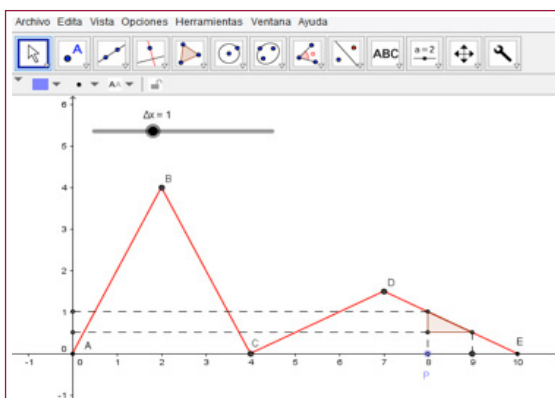 Archivo Edita Vista Opciones Herramientas Ventana Ayuda
A ABC a=2
AA
6
Δx = 1
5
4 B
3
2
D
1
0 A C E
-1 0 1 2 3 4 5 6 7 8 9 10
P
-1